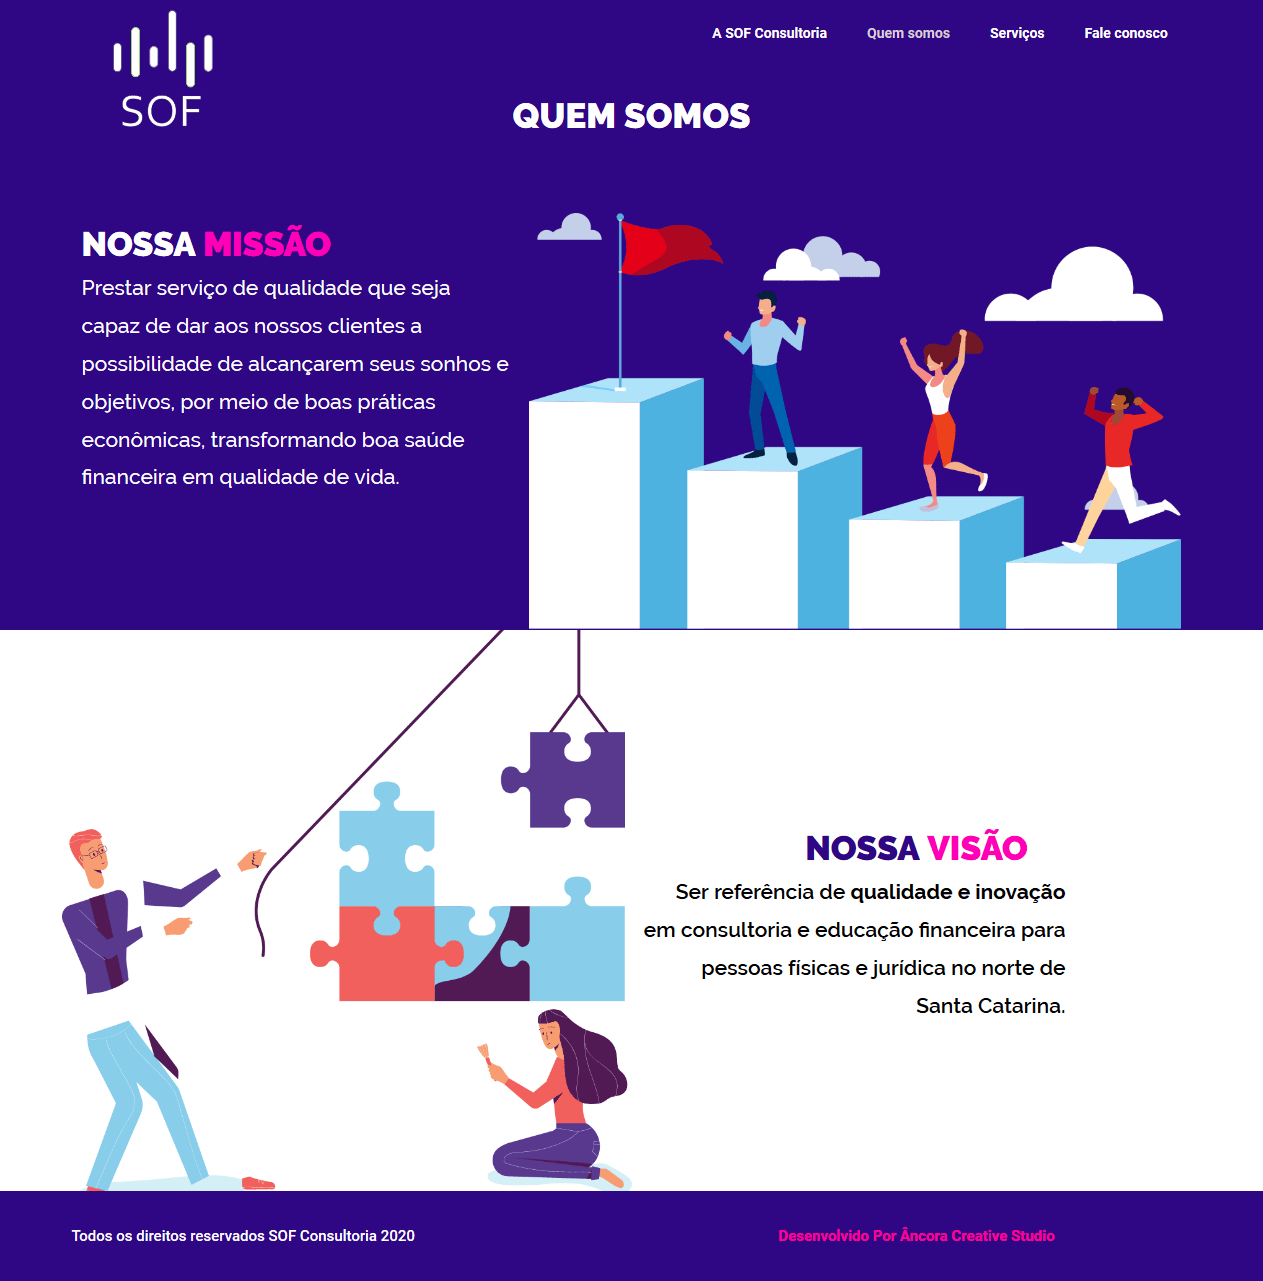 SOF
A SOF Consultoria
Quem somos
Serviços
Fale conosco
QUEM SOMOS
NOSSA MISSÃO
Prestar serviço de qualidade que seja
capaz de dar aos nossos clientes a
possibilidade de alcançarem seus sonhos e
objetivos, por meio de boas práticas
econômicas, transformando boa saúde
financeira em qualidade de vida.
NOSSA VISÃO
Ser referência de qualidade e inovação
em consultoria e educação financeira para
pessoas físicas e jurídica no norte de
Santa Catarina.
Todos os direitos reservados SOF Consultoria 2020
Desenvolvido Por Âncora Creative Studio